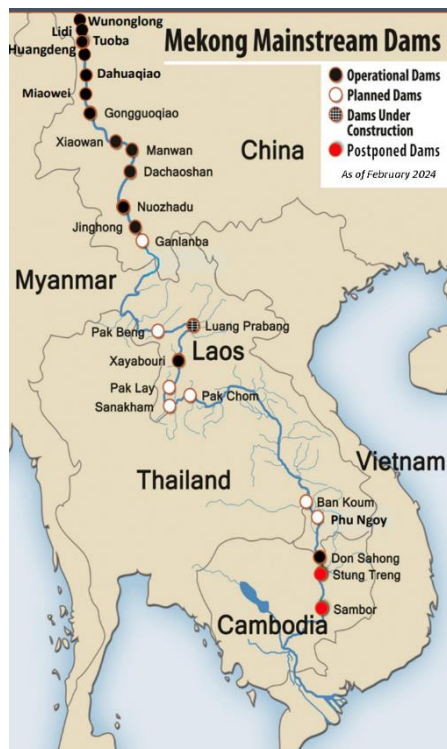 Mekong Mainstream Dams
Operational Dams
Planned Dams
Dams Under
Construction
Postponed Dams
As of February 2024
Wunonglong
Lidi
Tuoba
Huangdeng
Dahuaqiao
Miaowei
Gongguoqiao
Xiaowan
Manwan
China
Dachaoshan
Nuozhadu
Jinghong
Ganlanba
Myanmar
Pak Beng
Luang Prabang
Laos
Xayabouri
Pak Lay
Pak Chom
Sanakham
Vietnam
Thailand
Ban Koum
Phu Ngoy
Don Sahong
Stung Treng
Sambor
Cambodia